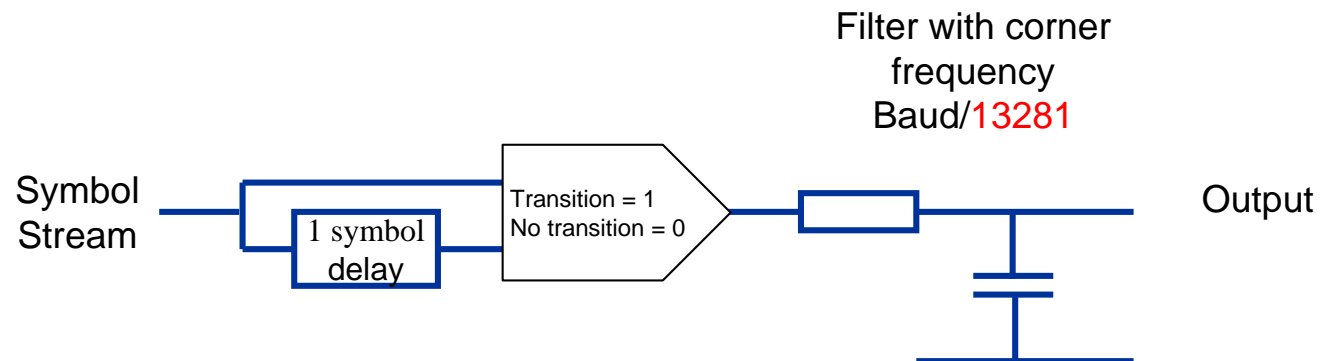 Filter with corner
frequency
Baud/13281
Symbol
Stream
1 symbol
delay
Transition = 1
No transition = 0
Output